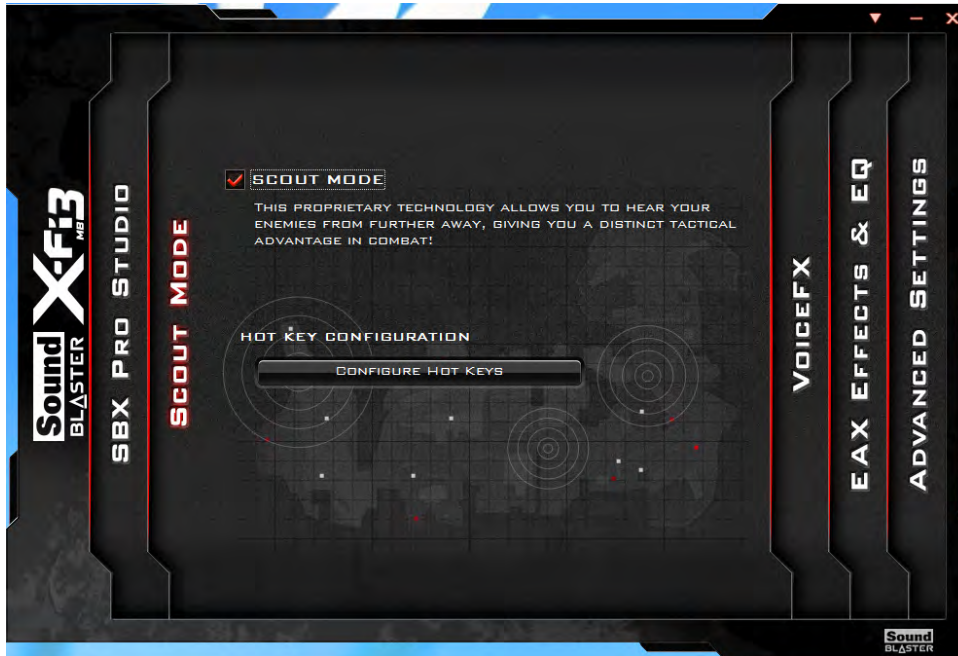 Sound BLASTER X-Fi3 MB
SBX PRO STUDIO
SCOUT MODE
SCOUT MODE
THIS PROPRIETARY TECHNOLOGY ALLOWS YOU TO HEAR YOUR
ENEMIES FROM FURTHER AWAY, GIVING YOU A DISTINCT TACTICAL
ADVANTAGE IN COMBAT!
HOT KEY CONFIGURATION
CONFIGURE HOT KEYS
VOICEFX
EAX EFFECTS & EQ
ADVANCED SETTINGS
Sound
BLASTER